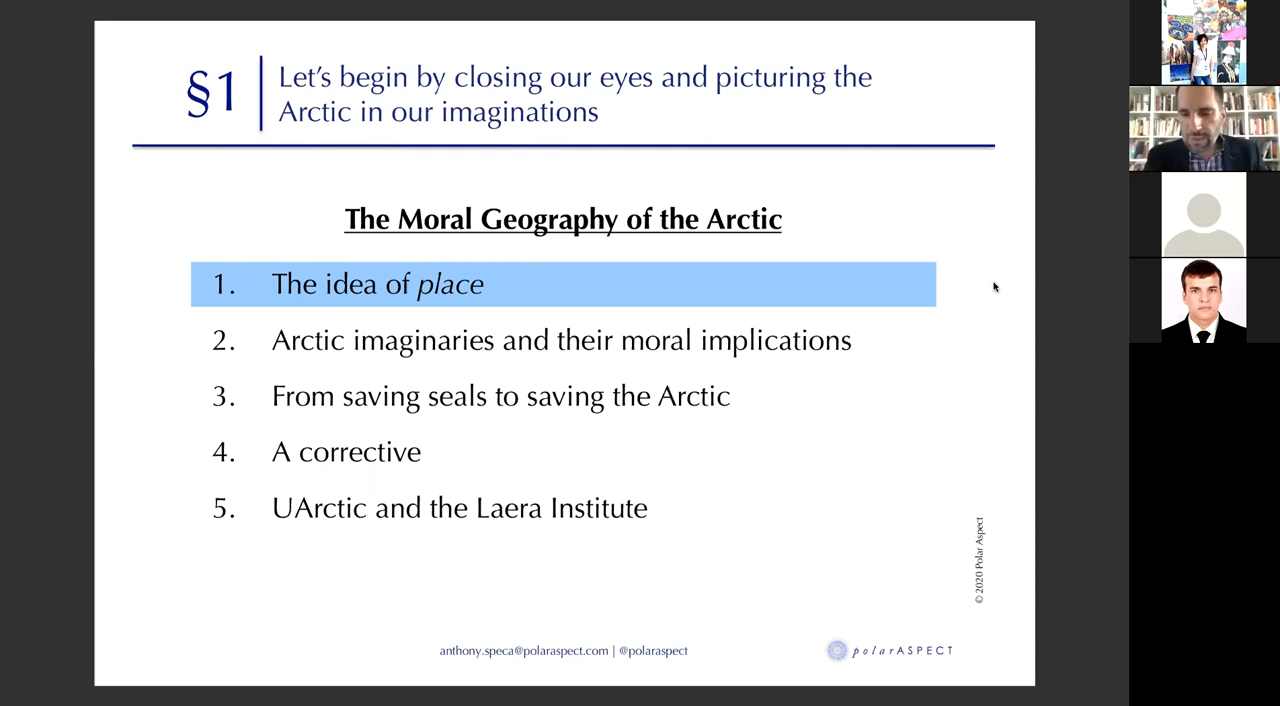 §1
Let's begin by closing our eyes and picturing the
Arctic in our imaginations
The Moral Geography of the Arctic
1. The idea of place
2. Arctic imaginaries and their moral implications
3. From saving seals to saving the Arctic
4. A corrective
5. UArctic and the Laera Institute
© 2020 Polar Aspect
anthony.speca@polaraspect.com | @polaraspect
polarASPECT